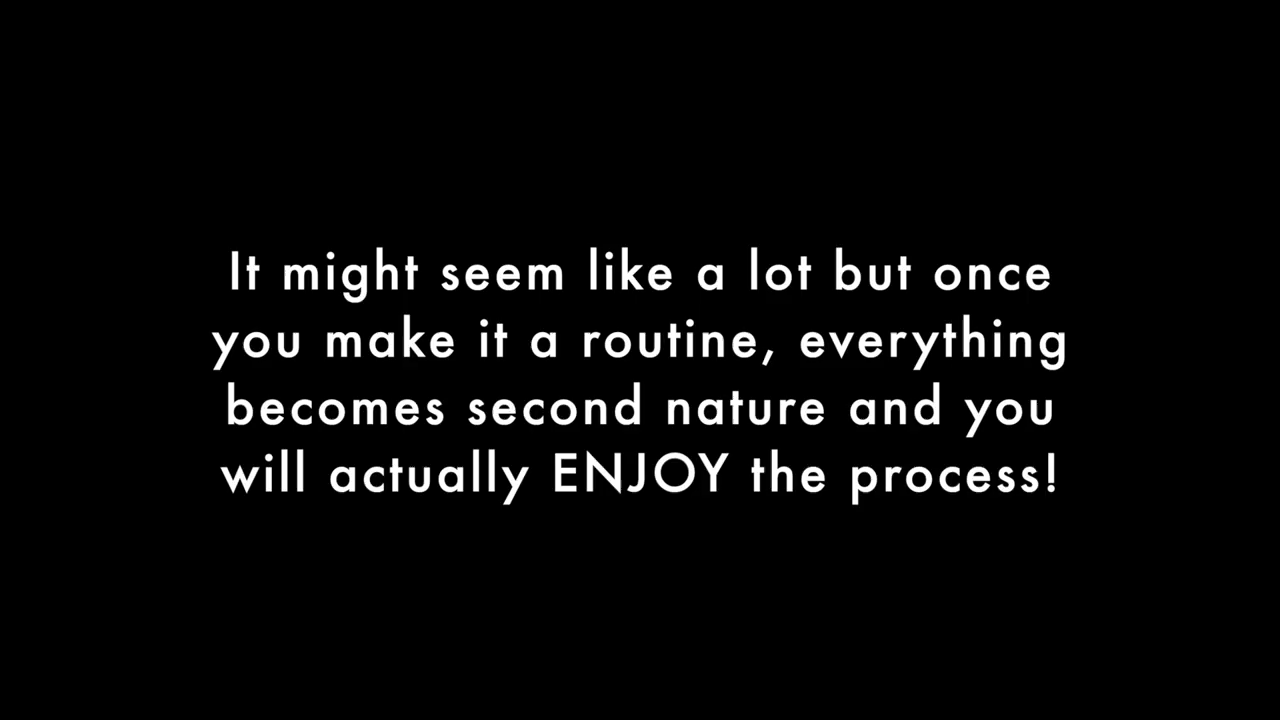 It might seem like a lot but once
you make it a routine, everything
becomes second nature and you
will actually ENJOY the process!